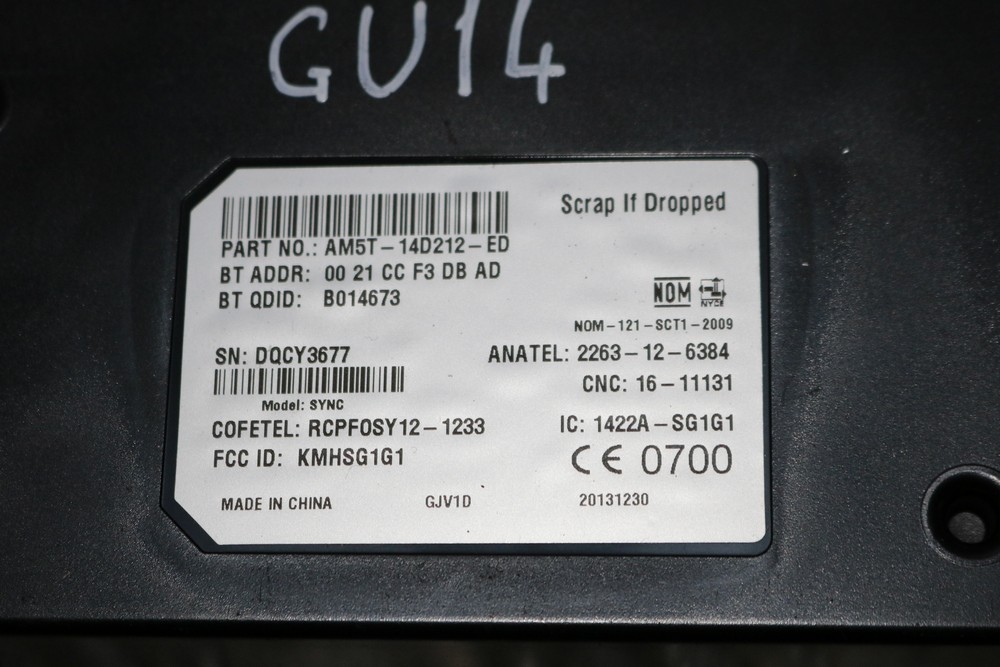 GU14
Scrap If Dropped
PART NO.: AM5T-14D212-ED
BT ADDR: 00 21 CC F3 DB AD
BT QDID: B014673
NOM NYCE
NOM-121-SCT1-2009
SN: DQCY3677
ANATEL: 2263-12-6384
CNC: 16-11131
Model: SYNC
COFETEL: RCPFOSY12-1233
IC: 1422A-SG1G1
FCC ID: KMHSG1G1
CE 0700
MADE IN CHINA GJV1D 20131230